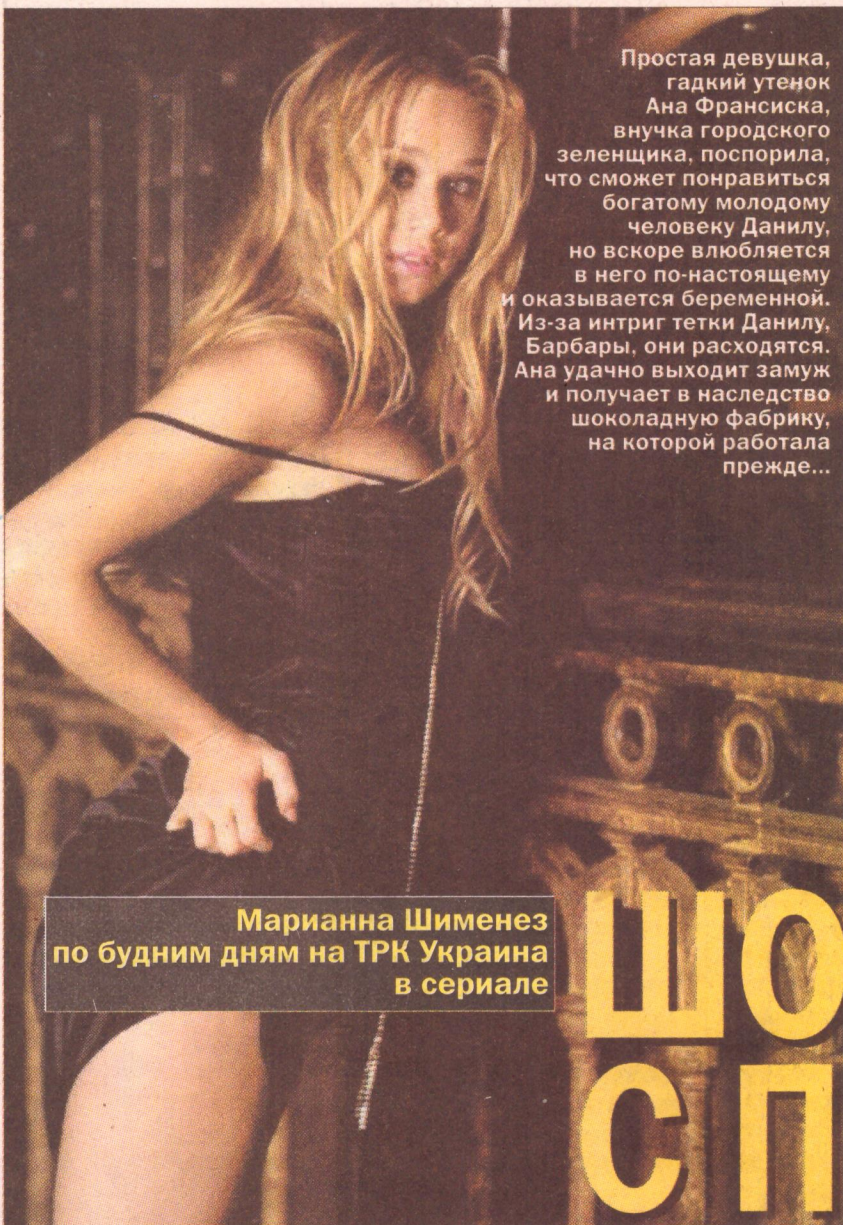 Простая девушка,
гадкий утенок
Ана Франсиска,
внучка городского
зеленщика, поспорила,
что сможет понравиться
богатому молодому
человеку Данилу,
но вскоре влюбляется
в него по-настоящему
и оказывается беременной.
Из-за интриг тетки Данилу,
Барбары, они расходятся.
Ана удачно выходит замуж
и получает в наследство
шоколадную фабрику,
на которой работала
прежде...
Марианна Шименез
по будним дням на ТРК Украина
в сериале
ШО
С П